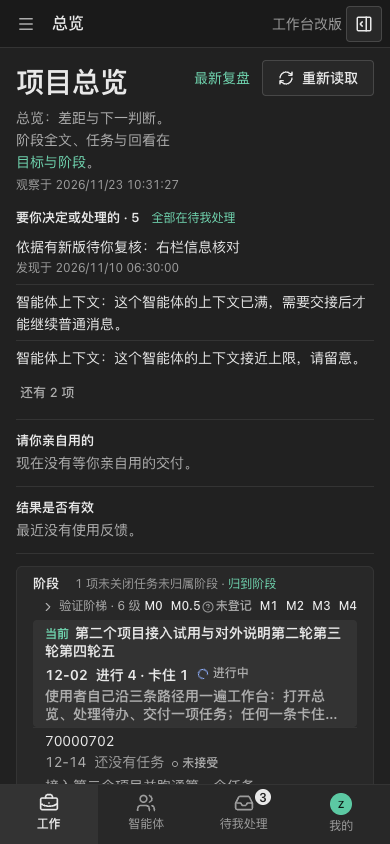 总览
工作台改版
项目总览
最新复盘
重新读取
总览：差距与下一判断。
阶段全文、任务与回看在
目标与阶段。
观察于 2026/11/23 10:31:27
要你决定或处理的 · 5 全部在待我处理
依据有新版待你复核：右栏信息核对
发现于 2026/11/10 06:30:00
智能体上下文：这个智能体的上下文已满，需要交接后才
能继续普通消息。
智能体上下文：这个智能体的上下文接近上限，请留意。
还有 2 项
请你亲自用的
现在没有等你亲自用的交付。
结果是否有效
最近没有使用反馈。
阶段 1 项未关闭任务未归属阶段 · 归到阶段
验证阶梯 · 6 级 M0 M0.5 未登记 M1 M2 M3 M4
当前 第二个项目接入试用与对外说明第二轮第三
轮第四轮五
12-02 进行 4 · 卡住 1 进行中
使用者自己沿三条路径用一遍工作台：打开总
览、处理待办、交付一项任务；任何一条卡住…
70000702
12-14 还没有任务 未接受
工作
智能体
3
待我处理
z
我的